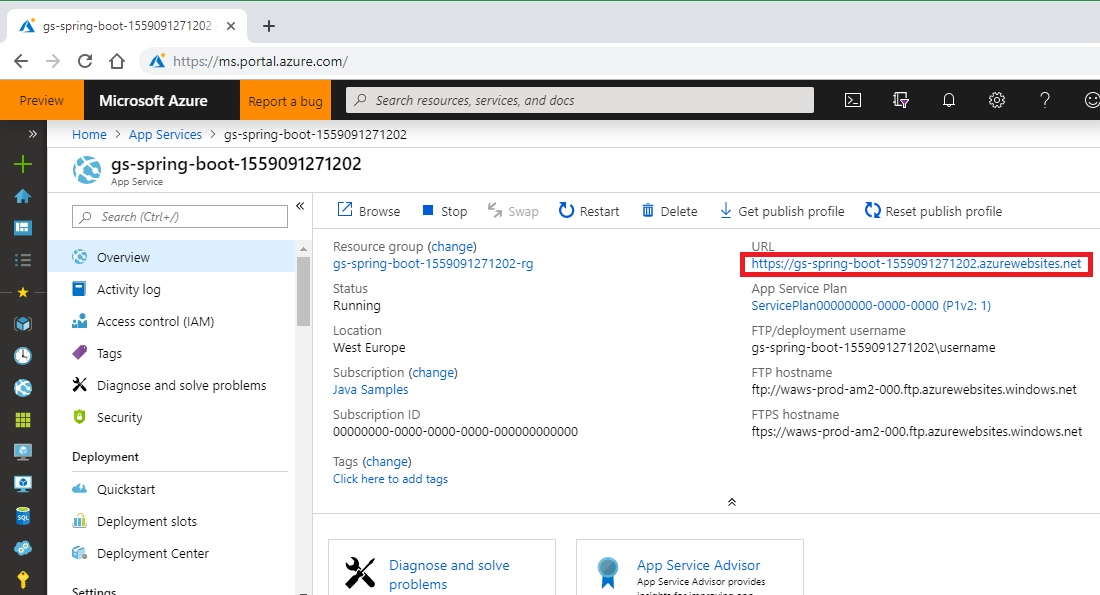 gs-spring-boot-1559091271202
https://ms.portal.azure.com/
Preview
Microsoft Azure
Report a bug
Search resources, services, and docs
Home > App Services > gs-spring-boot-1559091271202
gs-spring-boot-1559091271202
App Service
Search (Ctrl+/)
Overview
Activity log
Access control (IAM)
Tags
Diagnose and solve problems
Security
Deployment
Quickstart
Deployment slots
Deployment Center
Settings
Browse Stop Swap Restart Delete Get publish profile Reset publish profile
Resource group (change)
gs-spring-boot-1559091271202-rg
Status
Running
Location
West Europe
Subscription (change)
Java Samples
Subscription ID
00000000-0000-0000-0000-000000000000
Tags (change)
Click here to add tags
URL
https://gs-spring-boot-1559091271202.azurewebsites.net
App Service Plan
ServicePlan00000000-0000-0000 (P1v2: 1)
FTP/deployment username
gs-spring-boot-1559091271202\username
FTP hostname
ftp://waws-prod-am2-000.ftp.azurewebsites.windows.net
FTPS hostname
ftps://waws-prod-am2-000.ftp.azurewebsites.windows.net
Diagnose and solve
problems
App Service Advisor
App Service Advisor provides
insights for improving app